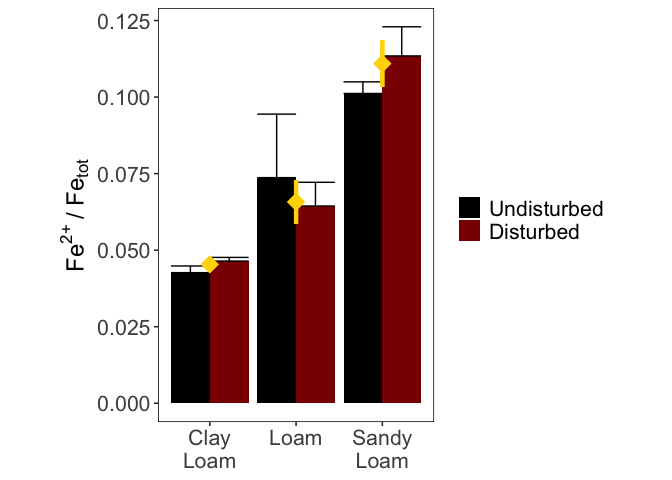 0.125
0.100
0.075
0.050
0.025
0.000
Fe²⁺ / Feₜₒₜ
Clay
Loam
Loam
Sandy
Loam
Undisturbed
Disturbed